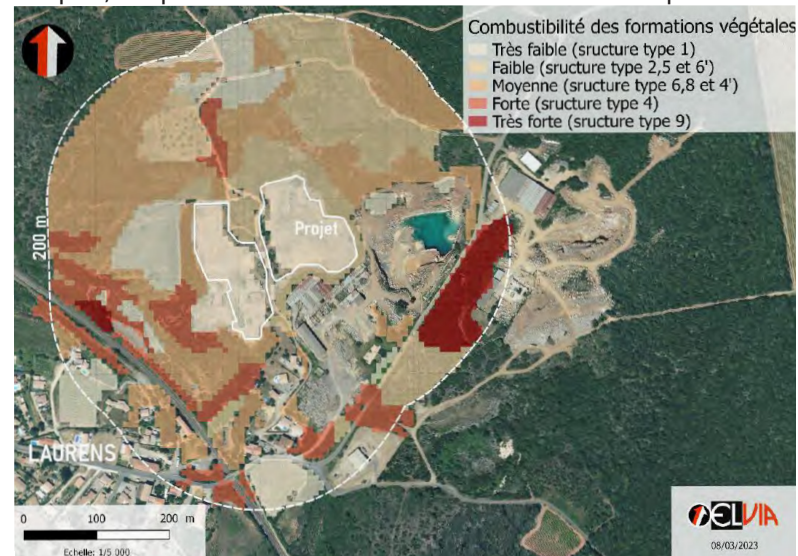 Combustibilité des formations végétales
Très faible (sructure type 1)
Faible (sructure type 2,5 et 6')
Moyenne (sructure type 6,8 et 4')
Forte (sructure type 4)
Très forte (sructure type 9)
Projet
200 m
LAURENS
0 100 200 m
Echelle: 1/5 000
ELVIA
08/03/2023